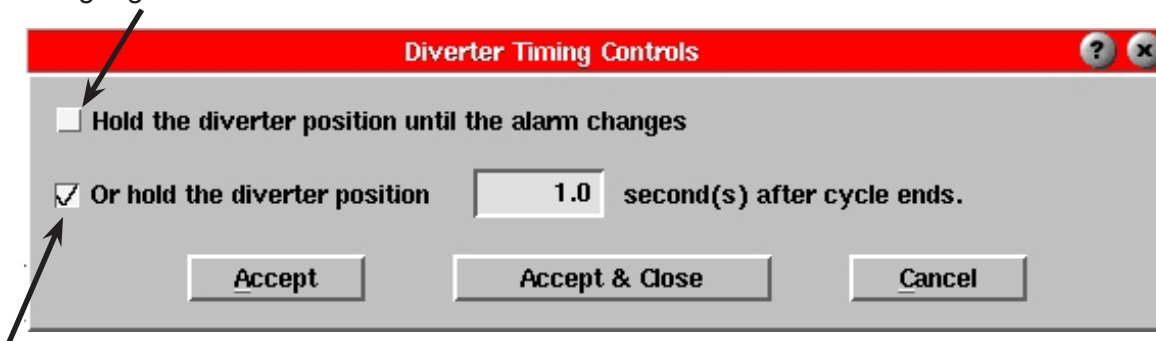 Diverter Timing Controls ? x
Hold the diverter position until the alarm changes
Or hold the diverter position 1.0 second(s) after cycle ends.
Accept Accept & Close Cancel